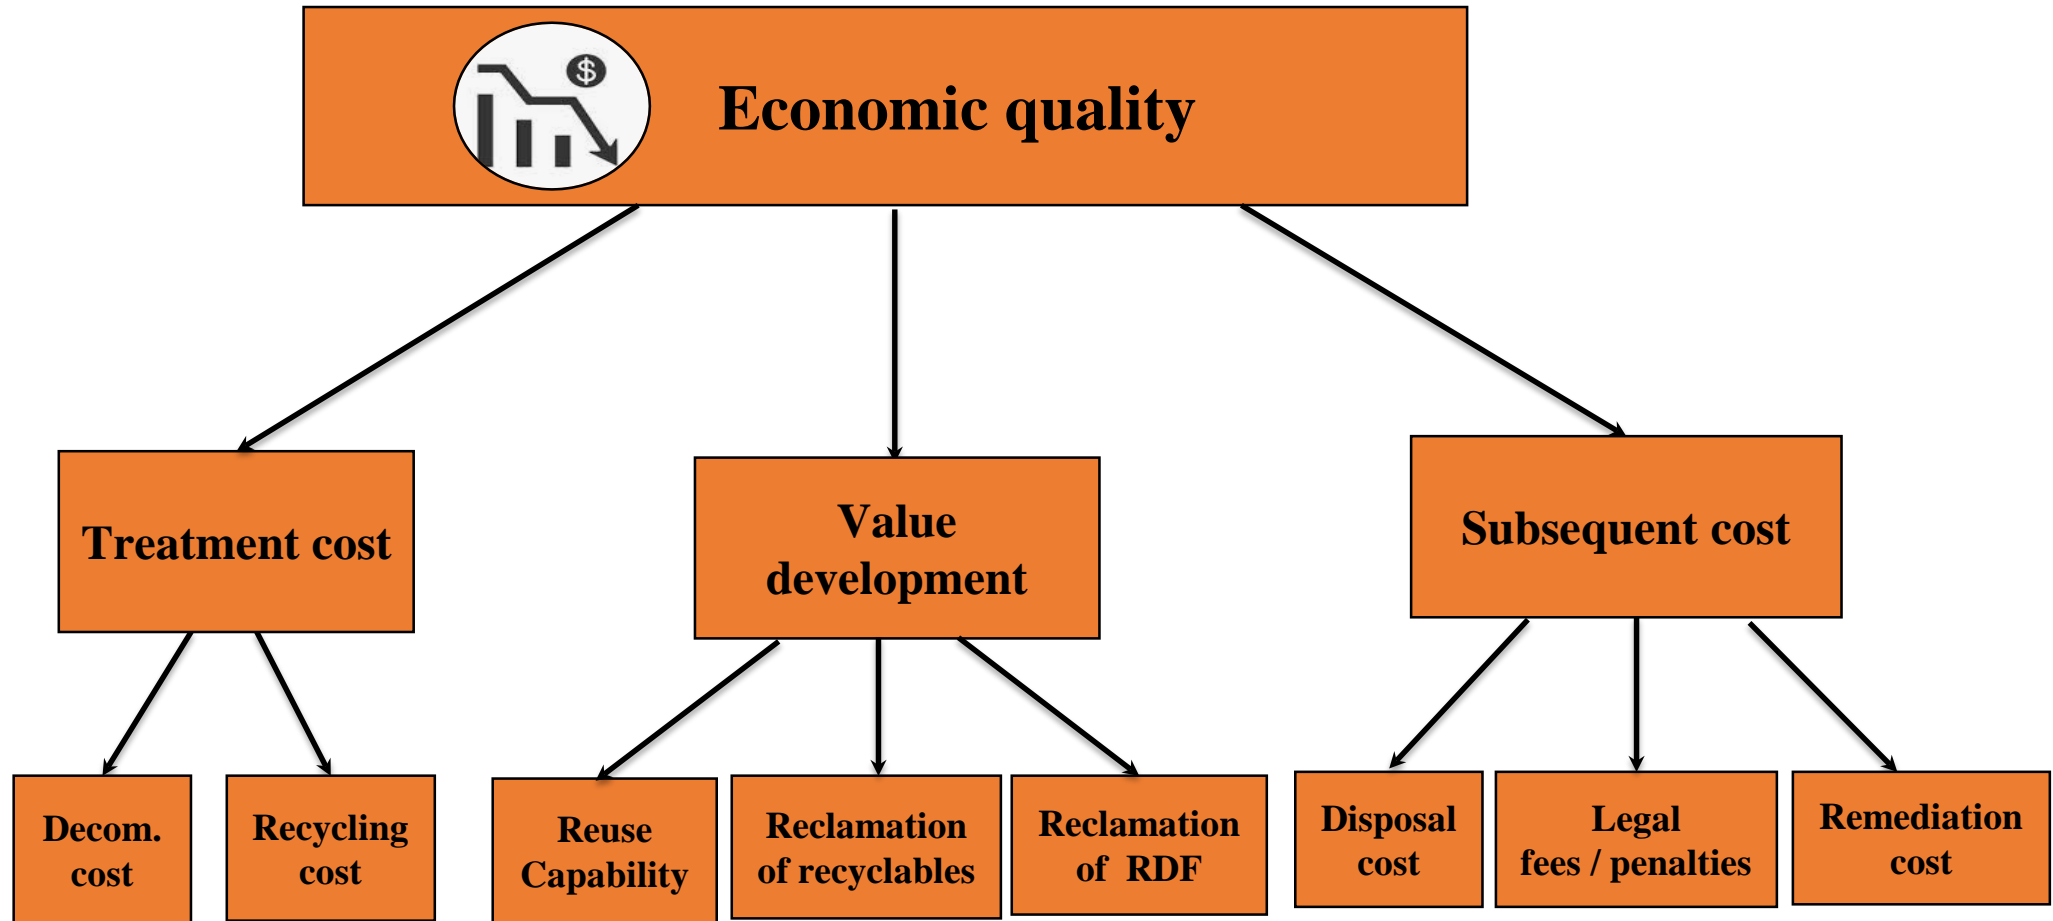 $
Economic quality
Treatment cost
Value
development
Subsequent cost
Decom.
cost
Recycling
cost
Reuse
Capability
Reclamation
of recyclables
Reclamation
of RDF
Disposal
cost
Legal
fees / penalties
Remediation
cost